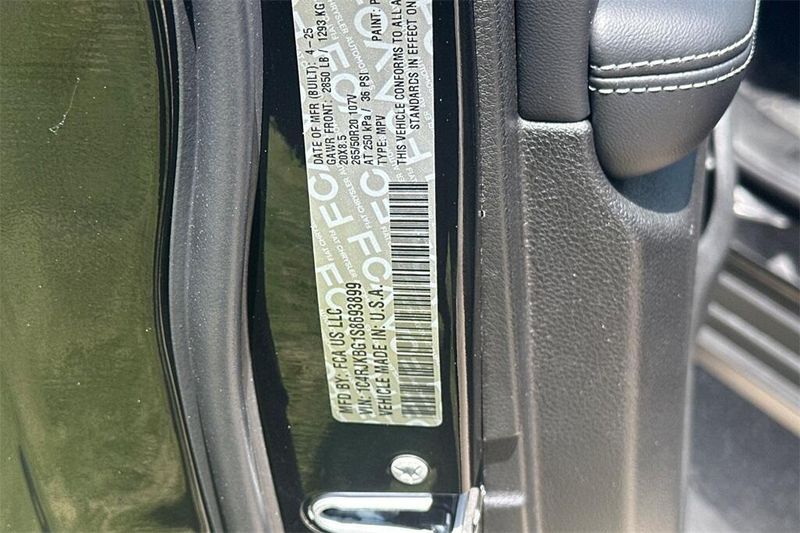 MFD BY: FCA US LLC
DATE OF MFR (BUILT): 4-25
GAWR FRONT: 2850 LB / 1293 KG
20X8.5
265/50R20 107V
AT 250 kPa / 36 PSI
VIN: 1C4RJKBG1S8693899
TYPE: MPV
VEHICLE MADE IN: U.S.A.
PAINT:
THIS VEHICLE CONFORMS TO ALL
STANDARDS IN EFFECT ON